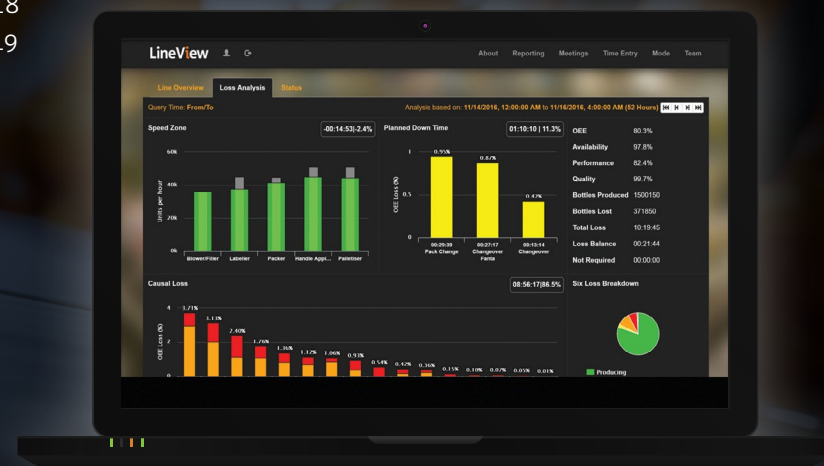 18
19
LineView
About Reporting Meetings Time Entry Mode Team
Line Overview Loss Analysis Status
Query Time: From/To
Analysis based on: 11/14/2016, 12:00:00 AM to 11/16/2016, 4:00:00 AM (52 Hours)
Speed Zone
-00:14:53|-2.4%
60k
40k
20k
0k
Units per hour
Blower/Filler Labeller Packer Handle Appl... Palletiser
Planned Down Time
01:10:10 | 11.3%
1
0.5
0
OEE Loss (%)
0.95%
0.87%
0.42%
00:29:39
Pack Change
00:27:17
Changeover
Fanta
00:13:14
Changeover
OEE 80.3%
Availability 97.8%
Performance 82.4%
Quality 99.7%
Bottles Produced 1500150
Bottles Lost 371850
Total Loss 10:19:45
Loss Balance 00:21:44
Not Required 00:00:00
Causal Loss
08:56:17|86.5%
4
2
0
OEE Loss (%)
3.71%
3.13%
2.40%
1.76%
1.36%
1.12%
1.06%
0.93%
0.54%
0.42%
0.36%
0.15%
0.10%
0.07%
0.05%
0.01%
Six Loss Breakdown
Producing